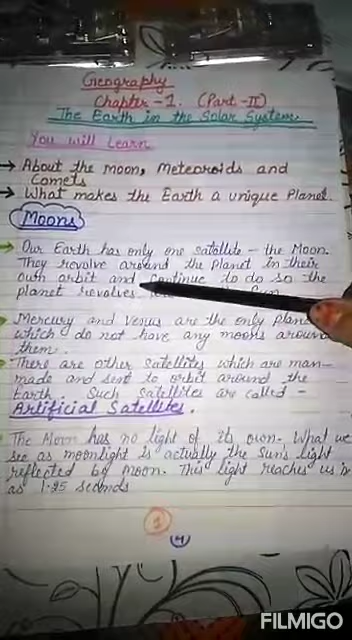 Geography
Chapter-1. (Part-II)
The Earth in the Solar System
You will Learn
→ About the moon, Meteoroids and
Comets
→ What makes the Earth a unique Planet.
Moons
→ Our Earth has only one satallite - the Moon.
They revolve around the planet in their
own orbit and continue to do so the
planet revolves
Mercury and Venus are the only
which do not have any moons around
them.
There are other satellites which are man-
made and sent to orbit around the
Earth. Such satellites are called -
Artificial Satellites.
The Moon has no light of its own. What we
see as moonlight is actually the Sun's light
reflected by Moon. This light reaches us
as 1.25 seconds
1
FILMIGO